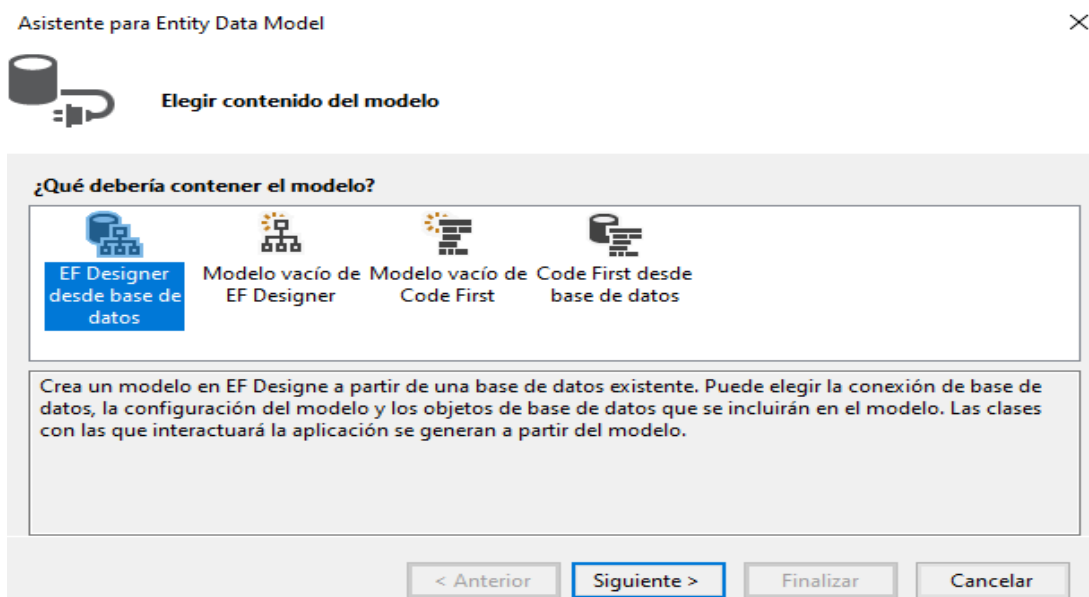 Asistente para Entity Data Model
Elegir contenido del modelo
¿Qué debería contener el modelo?
EF Designer
desde base de
datos
Modelo vacío de
EF Designer
Modelo vacío de
Code First
Code First desde
base de datos
Crea un modelo en EF Designe a partir de una base de datos existente. Puede elegir la conexión de base de
datos, la configuración del modelo y los objetos de base de datos que se incluirán en el modelo. Las clases
con las que interactuará la aplicación se generan a partir del modelo.
< Anterior
Siguiente >
Finalizar
Cancelar